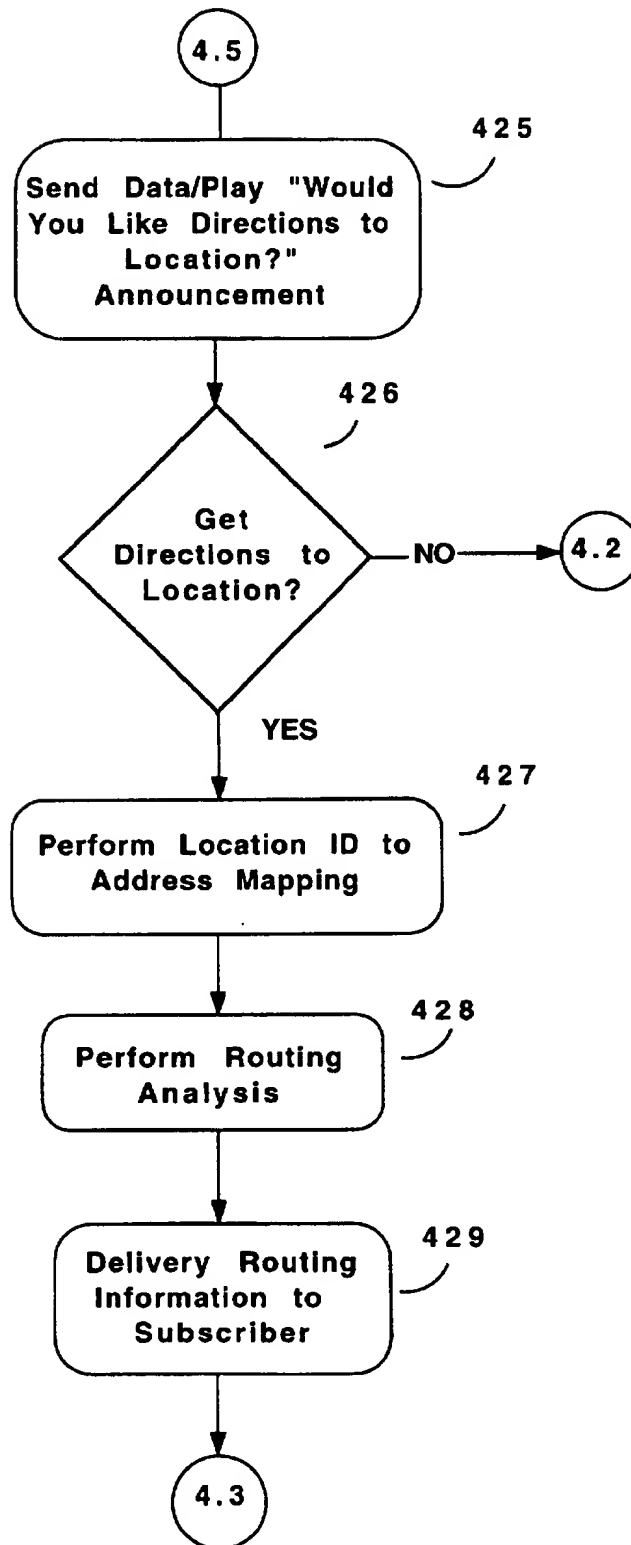 4.5
425
Send Data/Play "Would
You Like Directions to
Location?"
Announcement
426
Get
Directions to
Location?
NO
4.2
YES
427
Perform Location ID to
Address Mapping
428
Perform Routing
Analysis
429
Delivery Routing
Information to
Subscriber
4.3